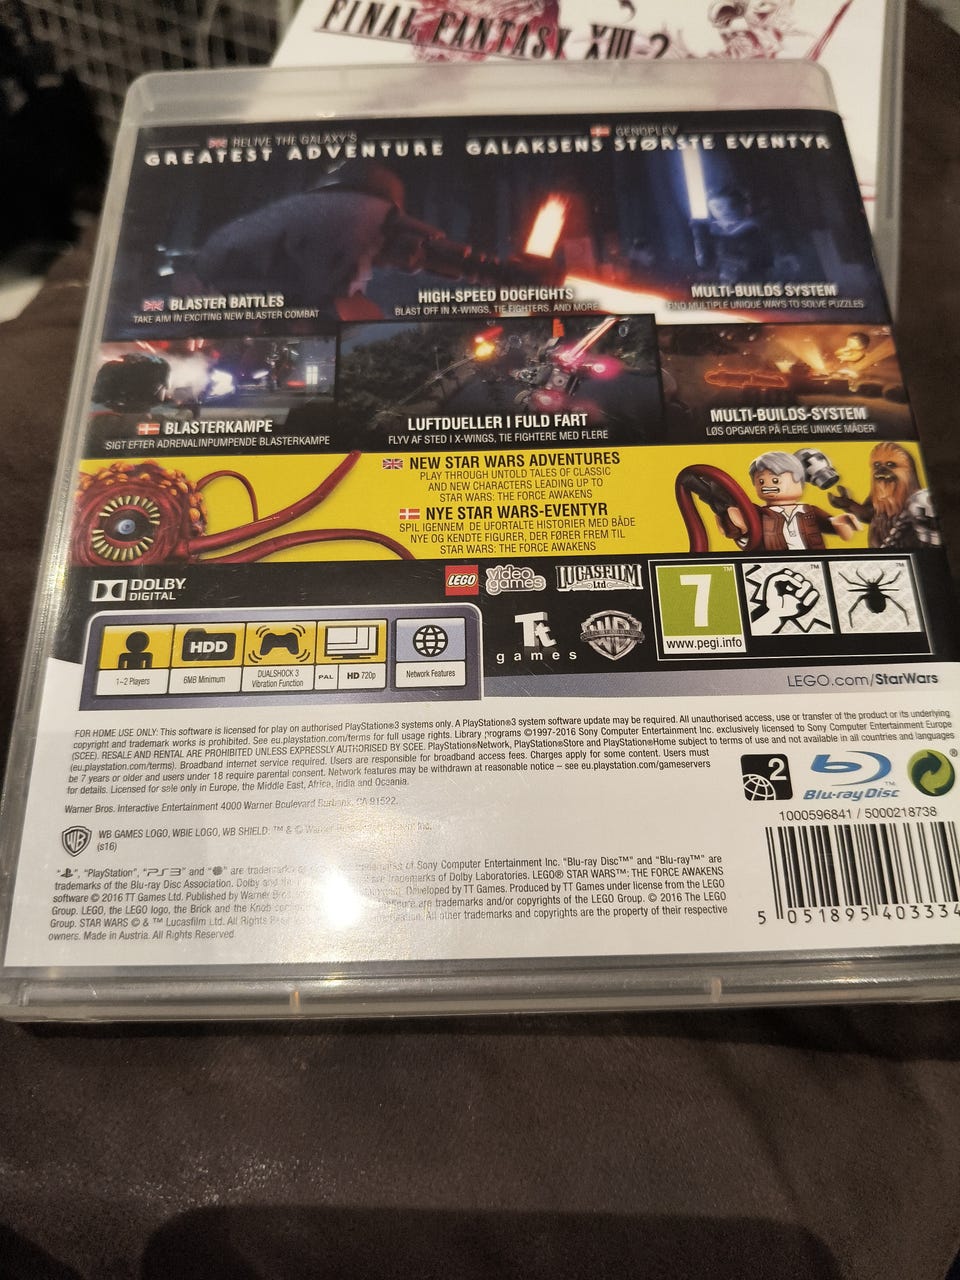 FINAL FANTASY XIII-2
RELIVE THE GALAXY'S
GREATEST ADVENTURE
GENOPLEV
GALAKSENS STØRSTE EVENTYR
BLASTER BATTLES
TAKE AIM IN EXCITING NEW BLASTER COMBAT
HIGH-SPEED DOGFIGHTS
BLAST OFF IN X-WINGS, TIE FIGHTERS, AND MORE
MULTI-BUILDS SYSTEM
FIND MULTIPLE UNIQUE WAYS TO SOLVE PUZZLES
BLASTERKAMPE
SIGT EFTER ADRENALINPUMPENDE BLASTERKAMPE
LUFTDUELLER I FULD FART
FLYV AF STED I X-WINGS, TIE FIGHTERE MED FLERE
MULTI-BUILDS-SYSTEM
LØS OPGAVER PÅ FLERE UNIKKE MÅDER
NEW STAR WARS ADVENTURES
PLAY THROUGH UNTOLD TALES OF CLASSIC
AND NEW CHARACTERS LEADING UP TO
STAR WARS: THE FORCE AWAKENS
NYE STAR WARS-EVENTYR
SPIL IGENNEM DE UFORTALTE HISTORIER MED BÅDE
NYE OG KENDTE FIGURER, DER FØRER FREM TIL
STAR WARS: THE FORCE AWAKENS
DOLBY
DIGITAL
LEGO
video games
LUCASFILM
Ltd
Tt
games
7
www.pegi.info
HDD
1-2 Players
6MB Minimum
DUALSHOCK 3
Vibration Function
PAL
HD 720p
Network Features
LEGO.com/StarWars
FOR HOME USE ONLY: This software is licensed for play on authorised PlayStation®3 systems only. A PlayStation®3 system software update may be required. All unauthorised access, use or transfer of the product or its underlying
copyright and trademark works is prohibited. See eu.playstation.com/terms for full usage rights. Library programs ©1997-2016 Sony Computer Entertainment Inc. exclusively licensed to Sony Computer Entertainment Europe
(SCEE). RESALE AND RENTAL ARE PROHIBITED UNLESS EXPRESSLY AUTHORISED BY SCEE. PlayStation®Network, PlayStation®Store and PlayStation®Home subject to terms of use and not available in all countries and languages
(eu.playstation.com/terms). Broadband internet service required. Users are responsible for broadband access fees. Charges apply for some content. Users must
be 7 years or older and users under 18 require parental consent. Network features may be withdrawn at reasonable notice – see eu.playstation.com/gameservers
for details. Licensed for sale only in Europe, the Middle East, Africa, India and Oceania.
Warner Bros. Interactive Entertainment 4000 Warner Boulevard Burbank, CA 91522.
WB GAMES LOGO, WBIE LOGO, WB SHIELD: ™ & © Warner Inc.
(s16)
2
Blu-ray Disc™
1000596841 / 5000218738
"PlayStation", "PS3" and are trademarks of Sony Computer Entertainment Inc. "Blu-ray Disc™" and "Blu-ray™" are
trademarks of the Blu-ray Disc Association. Dolby and the are trademarks of Dolby Laboratories. LEGO® STAR WARS™: THE FORCE AWAKENS
software © 2016 TT Games Ltd. Published by Warner Developed by TT Games. Produced by TT Games under license from the LEGO
Group. LEGO, the LEGO logo, the Brick and the Knob are trademarks and/or copyrights of the LEGO Group. © 2016 The LEGO
Group. STAR WARS © & ™ Lucasfilm Ltd. All Rights All other trademarks and copyrights are the property of their respective
owners. Made in Austria. All Rights Reserved.
5 051895 403334